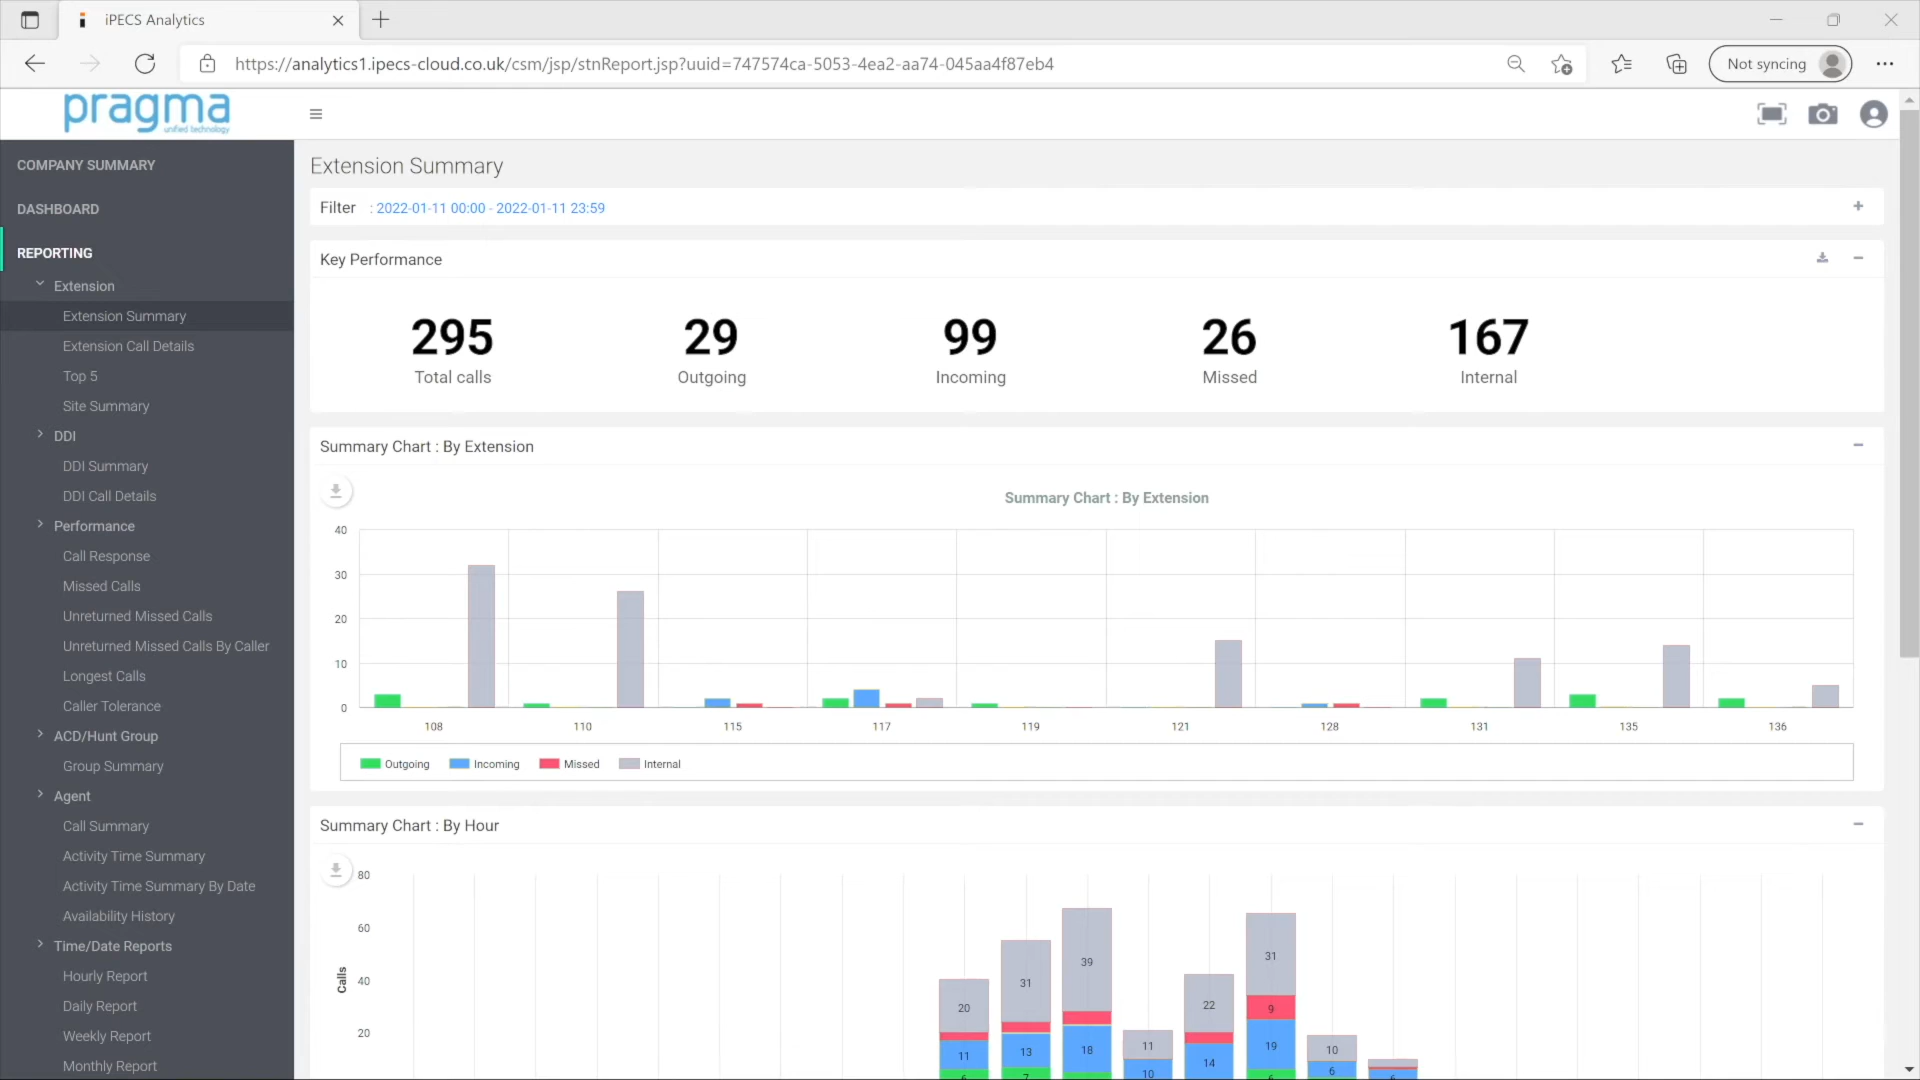 iPECS Analytics
https://analytics1.ipecs-cloud.co.uk/csm/jsp/stnReport.jsp?uuid=747574ca-5053-4ea2-aa74-045aa4f87eb4
Not syncing
pragma
unified technology
COMPANY SUMMARY
DASHBOARD
REPORTING
Extension
Extension Summary
Extension Call Details
Top 5
Site Summary
DDI
DDI Summary
DDI Call Details
Performance
Call Response
Missed Calls
Unreturned Missed Calls
Unreturned Missed Calls By Caller
Longest Calls
Caller Tolerance
ACD/Hunt Group
Group Summary
Agent
Call Summary
Activity Time Summary
Activity Time Summary By Date
Availability History
Time/Date Reports
Hourly Report
Daily Report
Weekly Report
Monthly Report
Extension Summary
Filter : 2022-01-11 00:00 - 2022-01-11 23:59
Key Performance
295 29 99 26 167
Total calls Outgoing Incoming Missed Internal
Summary Chart : By Extension
Summary Chart : By Extension
40
30
20
10
0
108 110 115 117 119 121 128 131 135 136
Outgoing Incoming Missed Internal
Summary Chart : By Hour
80
60
40
20
Calls
20 11
31 13 7
39 18
11 10
22 14
31 9 19
10 6